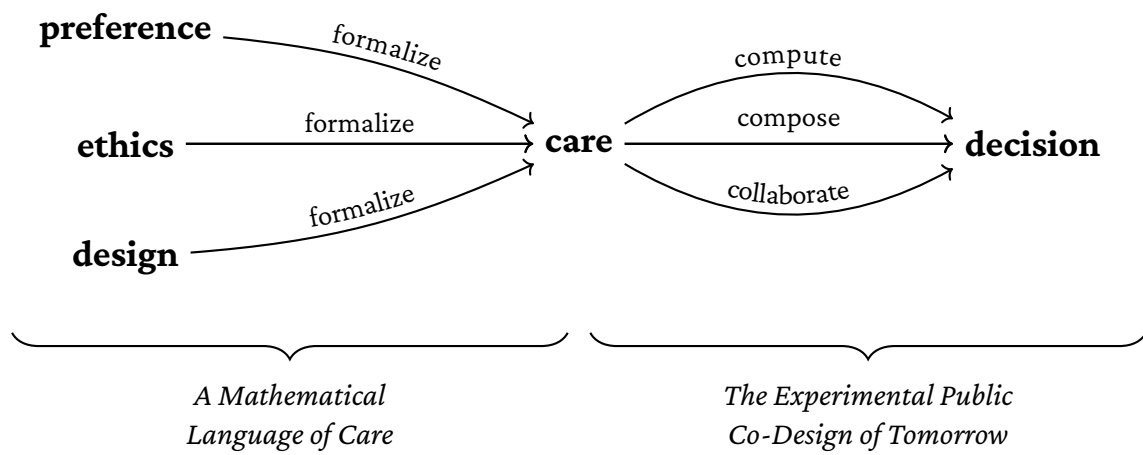 preference
formalize
compute
formalize
compose
ethics
care
decision
formalize
collaborate
design
A Mathematical
Language of Care
The Experimental Public
Co-Design of Tomorrow